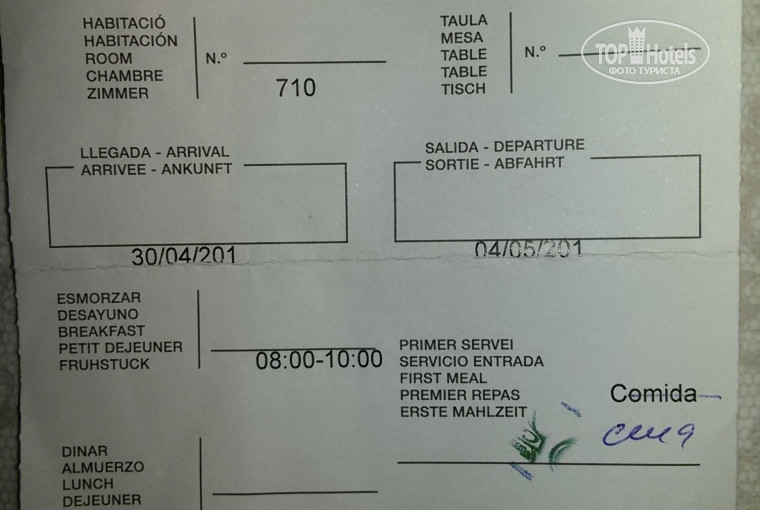 HABITACIÓ
HABITACIÓN
ROOM
CHAMBRE
ZIMMER
N.º
710
TAULA
MESA
TABLE
TABLE
TISCH
N.º
TOP Hotels
ФОТО ТУРИСТА
LLEGADA - ARRIVAL
ARRIVEE - ANKUNFT
30/04/201
SALIDA - DEPARTURE
SORTIE - ABFAHRT
04/05/201
ESMORZAR
DESAYUNO
BREAKFAST
PETIT DEJEUNER
FRUHSTUCK
08:00-10:00
PRIMER SERVEI
SERVICIO ENTRADA
FIRST MEAL
PREMIER REPAS
ERSTE MAHLZEIT
Comida
DINAR
ALMUERZO
LUNCH
DEJEUNER